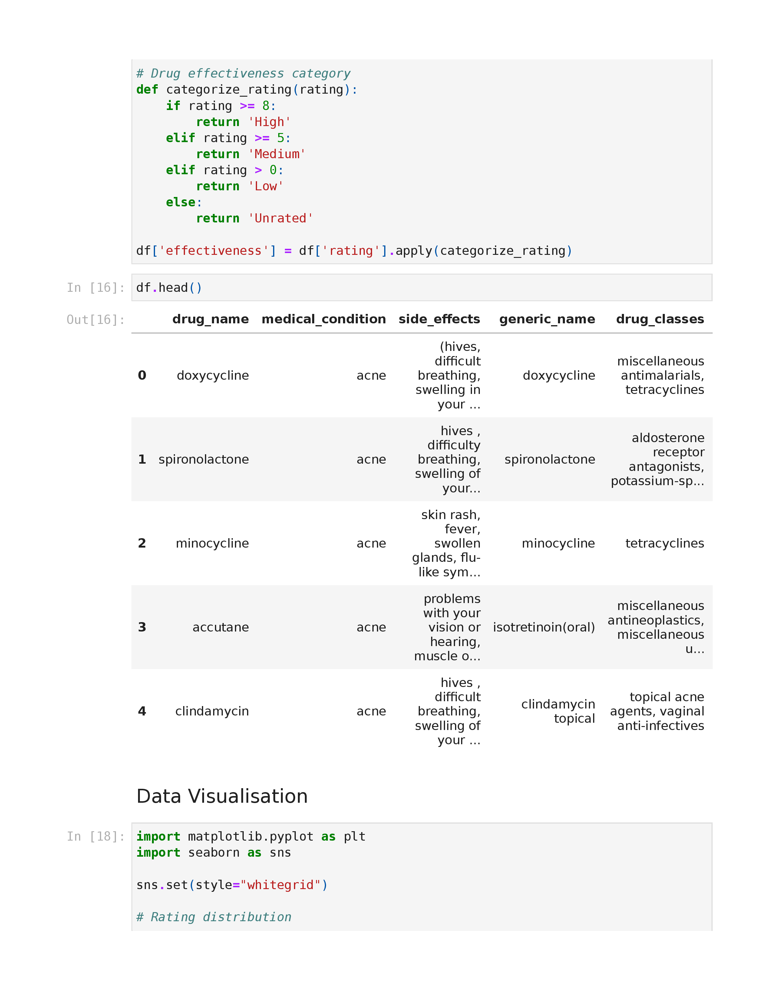 # Drug effectiveness category
def categorize_rating(rating):
    if rating >= 8:
        return 'High'
    elif rating >= 5:
        return 'Medium'
    elif rating > 0:
        return 'Low'
    else:
        return 'Unrated'

df['effectiveness'] = df['rating'].apply(categorize_rating)
In [16]: df.head()
Out[16]: drug_name medical_condition side_effects generic_name drug_classes
0 doxycycline acne (hives, difficult breathing, swelling in your ... doxycycline miscellaneous antimalarials, tetracyclines
1 spironolactone acne hives , difficulty breathing, swelling of your... spironolactone aldosterone receptor antagonists, potassium-sp...
2 minocycline acne skin rash, fever, swollen glands, flu-like sym... minocycline tetracyclines
3 accutane acne problems with your vision or hearing, muscle o... isotretinoin(oral) miscellaneous antineoplastics, miscellaneous u...
4 clindamycin acne hives , difficult breathing, swelling of your ... clindamycin topical topical acne agents, vaginal anti-infectives
Data Visualisation
In [18]: import matplotlib.pyplot as plt
import seaborn as sns

sns.set(style="whitegrid")

# Rating distribution